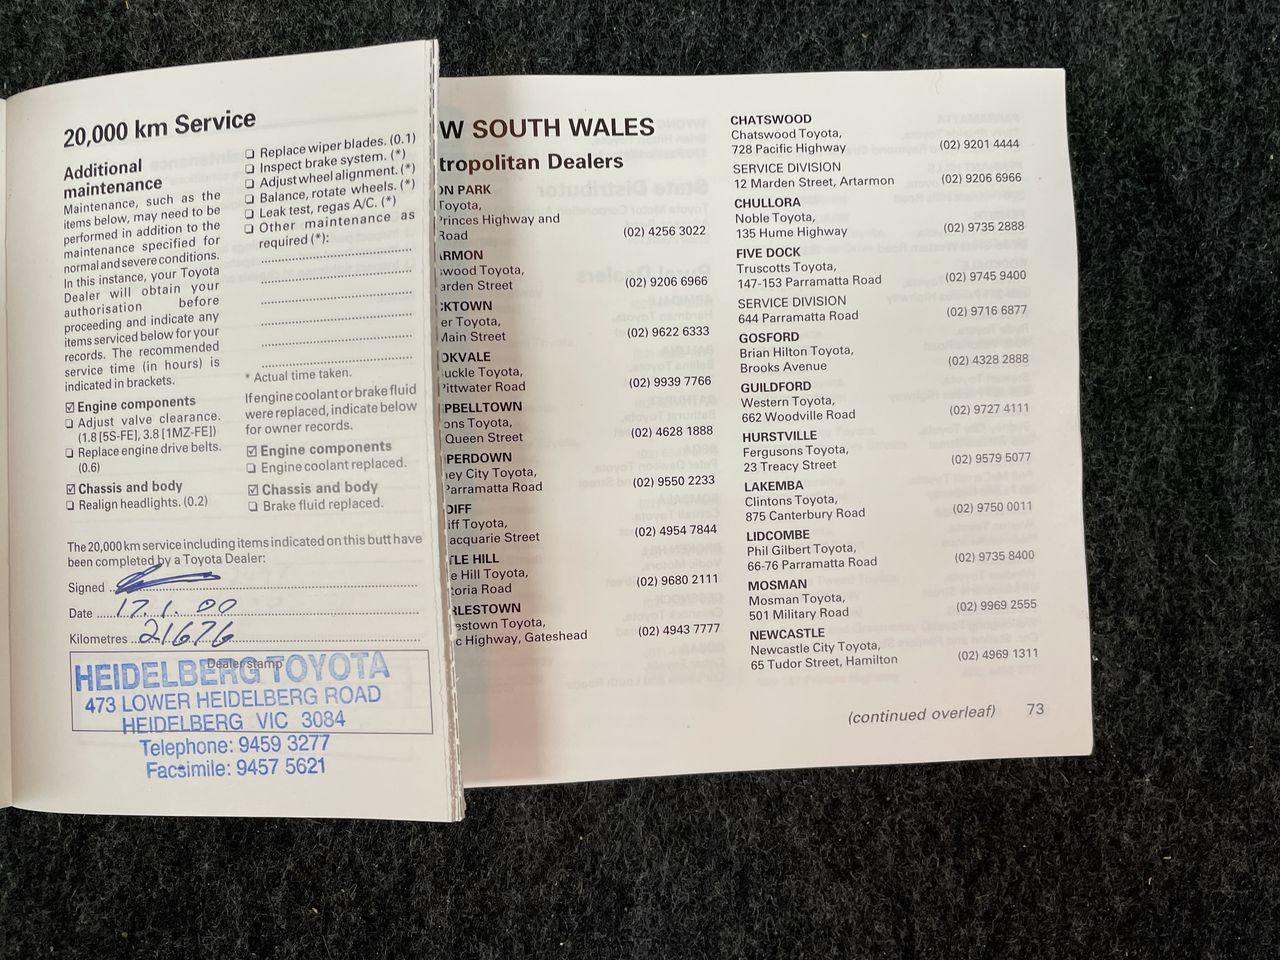 20,000 km Service
Additional
maintenance
Maintenance, such as the
items below, may need to be
performed in addition to the
maintenance specified for
normal and severe conditions.
In this instance, your Toyota
Dealer will obtain your
authorisation before
proceeding and indicate any
items serviced below for your
records. The recommended
service time (in hours) is
indicated in brackets.
☑ Engine components
❏ Adjust valve clearance.
(1.8 [5S-FE], 3.8 [1MZ-FE])
❏ Replace engine drive belts.
(0.6)
☑ Chassis and body
❏ Realign headlights. (0.2)
❏ Replace wiper blades. (0.1)
❏ Inspect brake system. (*)
❏ Adjust wheel alignment. (*)
❏ Balance, rotate wheels. (*)
❏ Leak test, regas A/C. (*)
❏ Other maintenance as
required (*):
* Actual time taken.
If engine coolant or brake fluid
were replaced, indicate below
for owner records.
☑ Engine components
❏ Engine coolant replaced.
☑ Chassis and body
❏ Brake fluid replaced.
The 20,000 km service including items indicated on this butt have
been completed by a Toyota Dealer:
Signed
Date 17.1.00
Kilometres 21676
Dealer stamp
HEIDELBERG TOYOTA
473 LOWER HEIDELBERG ROAD
HEIDELBERG VIC 3084
Telephone: 9459 3277
Facsimile: 9457 5621
W SOUTH WALES
tropolitan Dealers
ON PARK
Toyota,
Princes Highway and
Road (02) 4256 3022
ARMON
swood Toyota,
arden Street (02) 9206 6966
CKTOWN
er Toyota,
Main Street (02) 9622 6333
OKVALE
uckle Toyota,
Pittwater Road (02) 9939 7766
PBELLTOWN
ons Toyota,
Queen Street (02) 4628 1888
PERDOWN
ney City Toyota,
Parramatta Road (02) 9550 2233
DIFF
iff Toyota,
acquarie Street (02) 4954 7844
TLE HILL
e Hill Toyota,
toria Road (02) 9680 2111
RLESTOWN
estown Toyota,
c Highway, Gateshead (02) 4943 7777
CHATSWOOD
Chatswood Toyota,
728 Pacific Highway (02) 9201 4444
SERVICE DIVISION
12 Marden Street, Artarmon (02) 9206 6966
CHULLORA
Noble Toyota,
135 Hume Highway (02) 9735 2888
FIVE DOCK
Truscotts Toyota,
147-153 Parramatta Road (02) 9745 9400
SERVICE DIVISION
644 Parramatta Road (02) 9716 6877
GOSFORD
Brian Hilton Toyota,
Brooks Avenue (02) 4328 2888
GUILDFORD
Western Toyota,
662 Woodville Road (02) 9727 4111
HURSTVILLE
Fergusons Toyota,
23 Treacy Street (02) 9579 5077
LAKEMBA
Clintons Toyota,
875 Canterbury Road (02) 9750 0011
LIDCOMBE
Phil Gilbert Toyota,
66-76 Parramatta Road (02) 9735 8400
MOSMAN
Mosman Toyota,
501 Military Road (02) 9969 2555
NEWCASTLE
Newcastle City Toyota,
65 Tudor Street, Hamilton (02) 4969 1311
(continued overleaf) 73